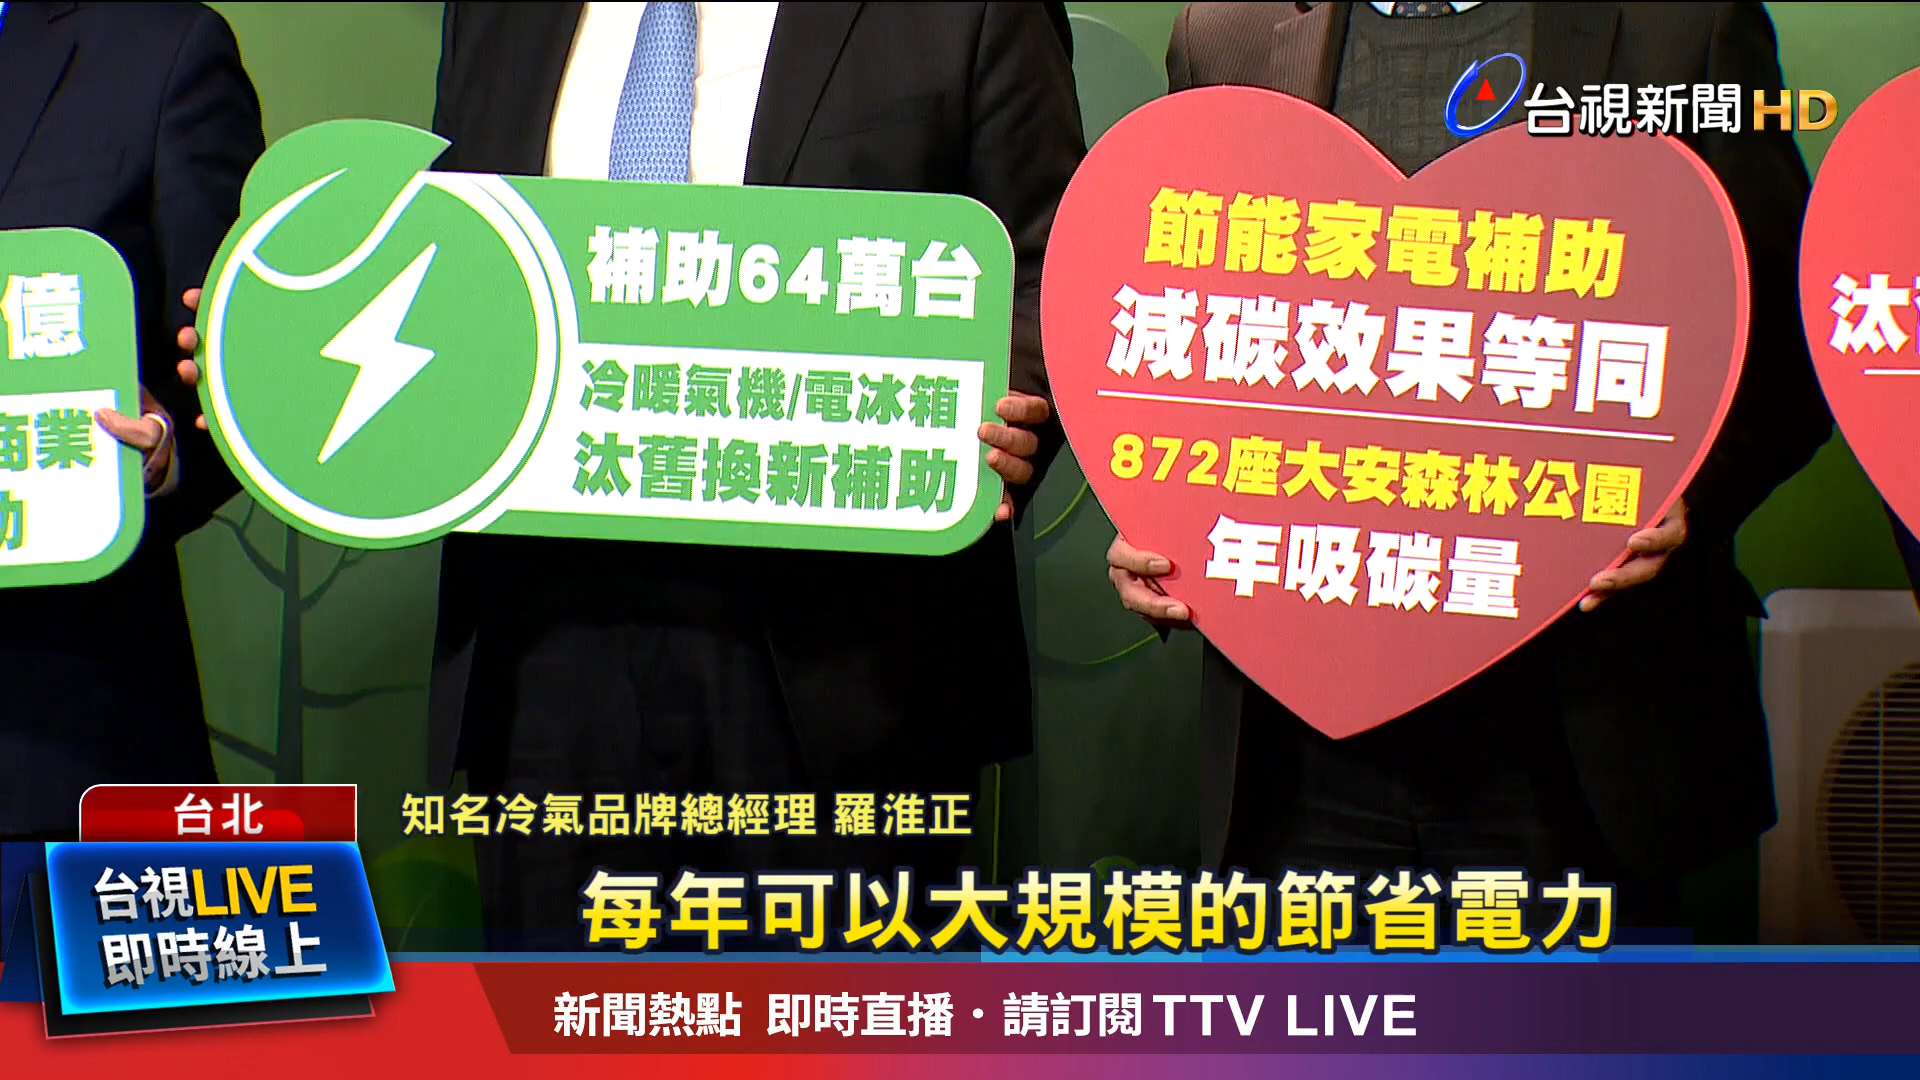 台視新聞HD
億
商業
助
補助64萬台
冷暖氣機/電冰箱
汰舊換新補助
節能家電補助
減碳效果等同
872座大安森林公園
年吸碳量
汰
台北
知名冷氣品牌總經理 羅淮正
台視LIVE
即時線上
每年可以大規模的節省電力
新聞熱點 即時直播·請訂閱TTV LIVE